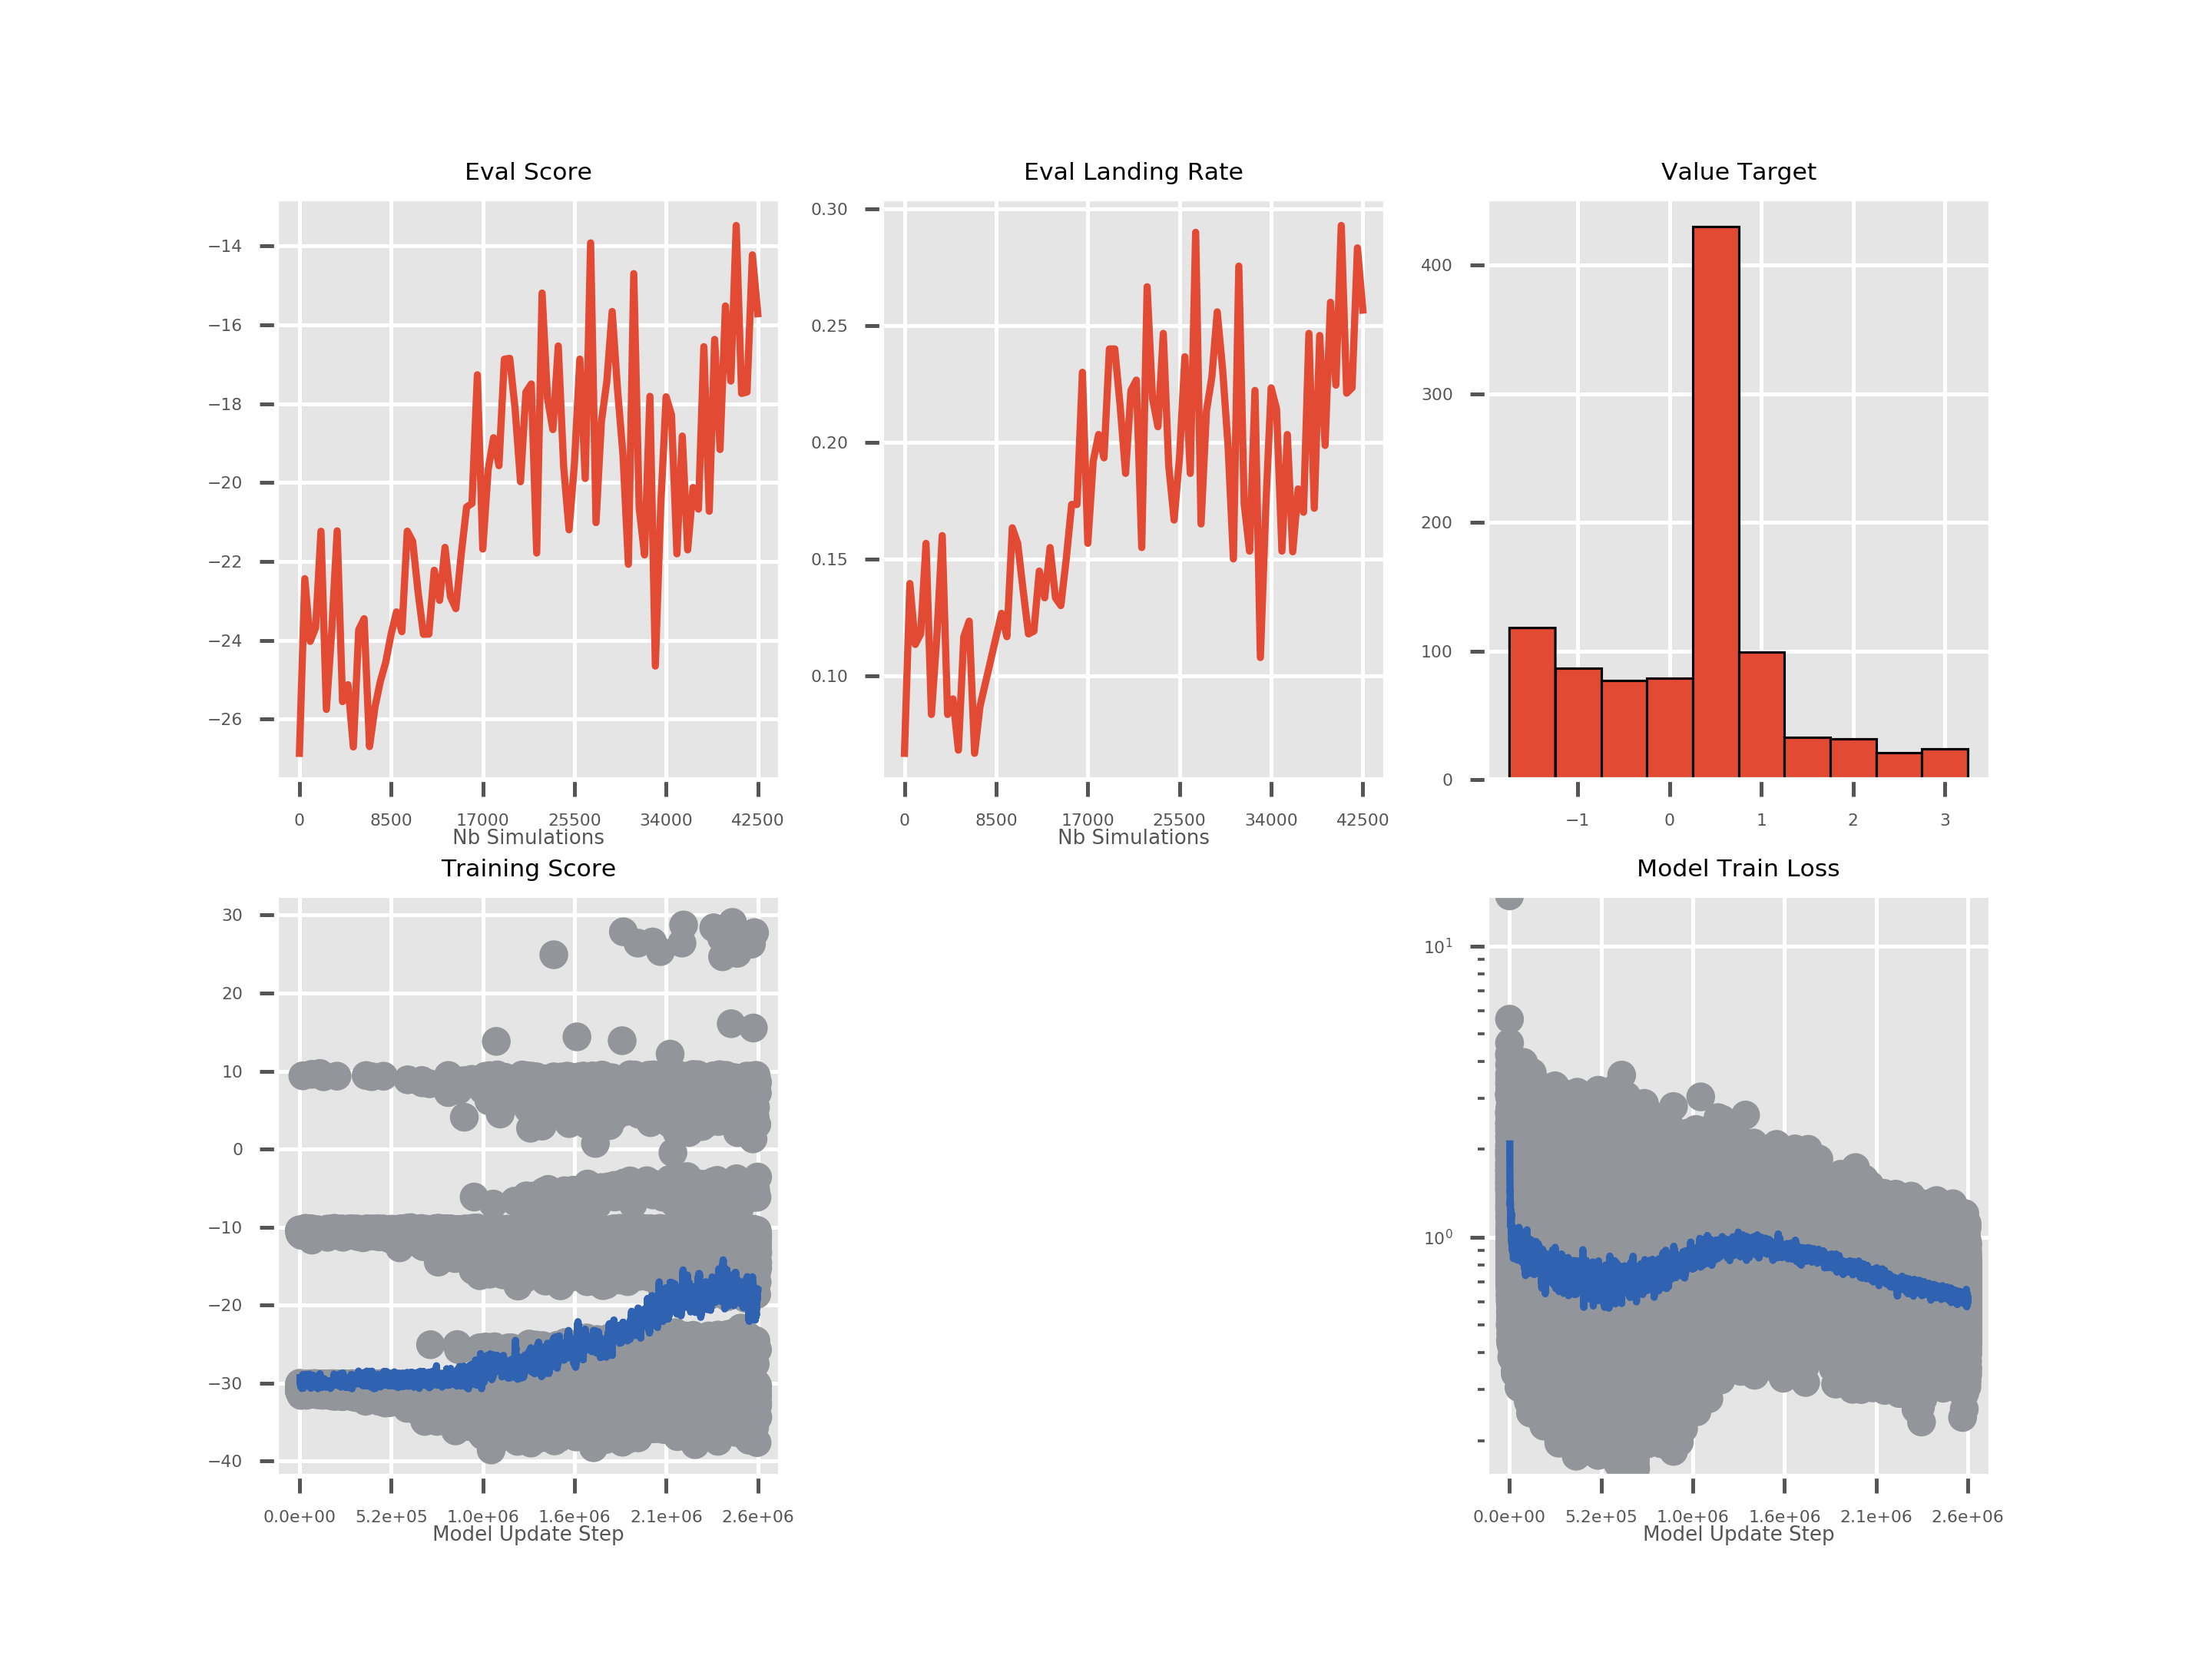 Eval Score
−14
−16
−18
−20
−22
−24
−26
0 8500 17000 25500 34000 42500
Nb Simulations
Eval Landing Rate
0.30
0.25
0.20
0.15
0.10
0 8500 17000 25500 34000 42500
Nb Simulations
Value Target
400
300
200
100
0
−1 0 1 2 3
Training Score
30
20
10
0
−10
−20
−30
−40
0.0e+00 5.2e+05 1.0e+06 1.6e+06 2.1e+06 2.6e+06
Model Update Step
Model Train Loss
10¹
10⁰
0.0e+00 5.2e+05 1.0e+06 1.6e+06 2.1e+06 2.6e+06
Model Update Step